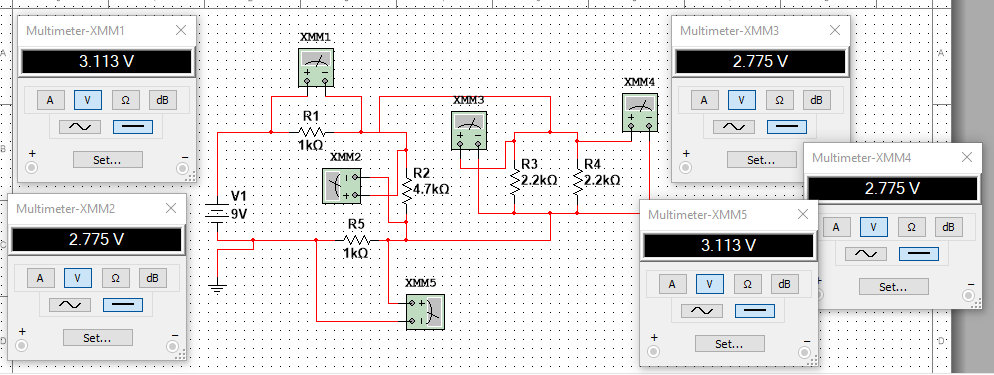 Multimeter-XMM1
3.113 V
A V Ω dB
Set...
+ −
XMM1
+ −
R1
1kΩ
XMM2
+ −
R2
4.7kΩ
V1
9V
R5
1kΩ
XMM5
+ −
XMM3
+ −
R3
2.2kΩ
R4
2.2kΩ
XMM4
+ −
Multimeter-XMM3
2.775 V
A V Ω dB
Set...
+
Multimeter-XMM4
2.775 V
A V Ω dB
Set...
−
Multimeter-XMM2
2.775 V
A V Ω dB
Set...
+ −
Multimeter-XMM5
3.113 V
A V Ω dB
Set...
+ −
A
B
A
D